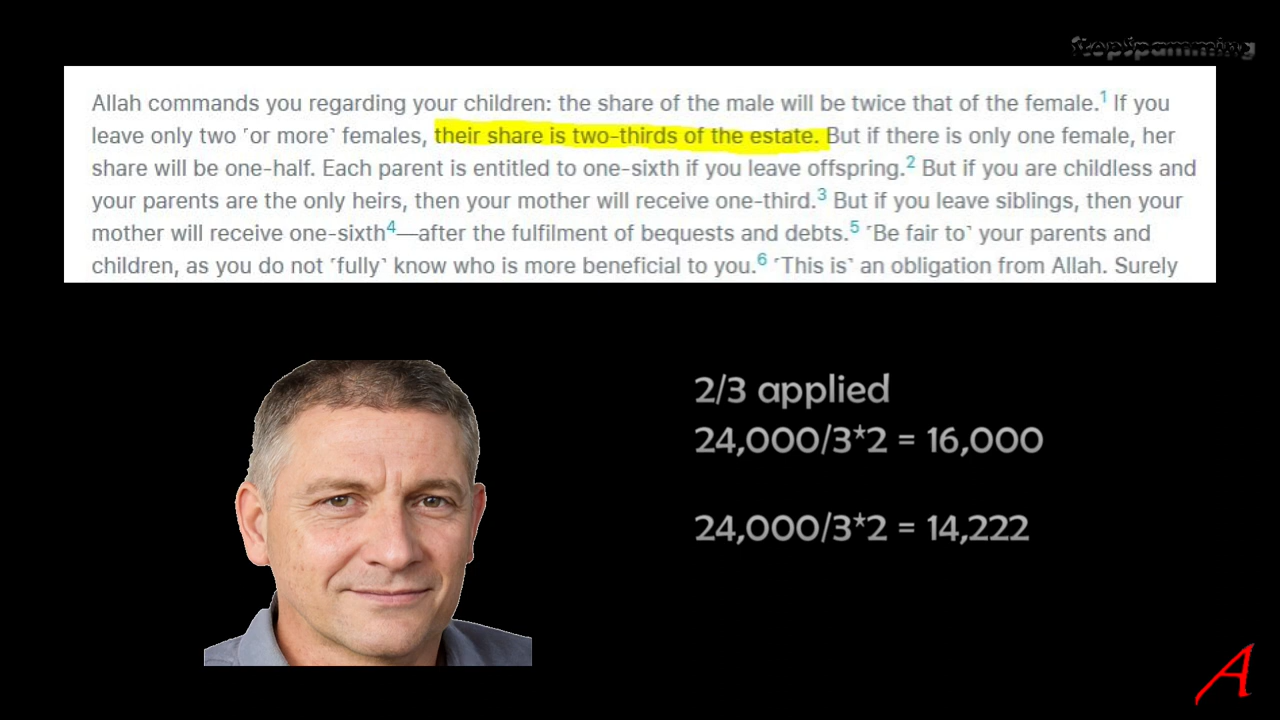 StopSpamming
Allah commands you regarding your children: the share of the male will be twice that of the female.¹ If you
leave only two ˹or more˺ females, their share is two-thirds of the estate. But if there is only one female, her
share will be one-half. Each parent is entitled to one-sixth if you leave offspring.² But if you are childless and
your parents are the only heirs, then your mother will receive one-third.³ But if you leave siblings, then your
mother will receive one-sixth⁴—after the fulfilment of bequests and debts.⁵ ˹Be fair to˺ your parents and
children, as you do not ˹fully˺ know who is more beneficial to you.⁶ ˹This is˺ an obligation from Allah. Surely
2/3 applied
24,000/3*2 = 16,000
24,000/3*2 = 14,222
A